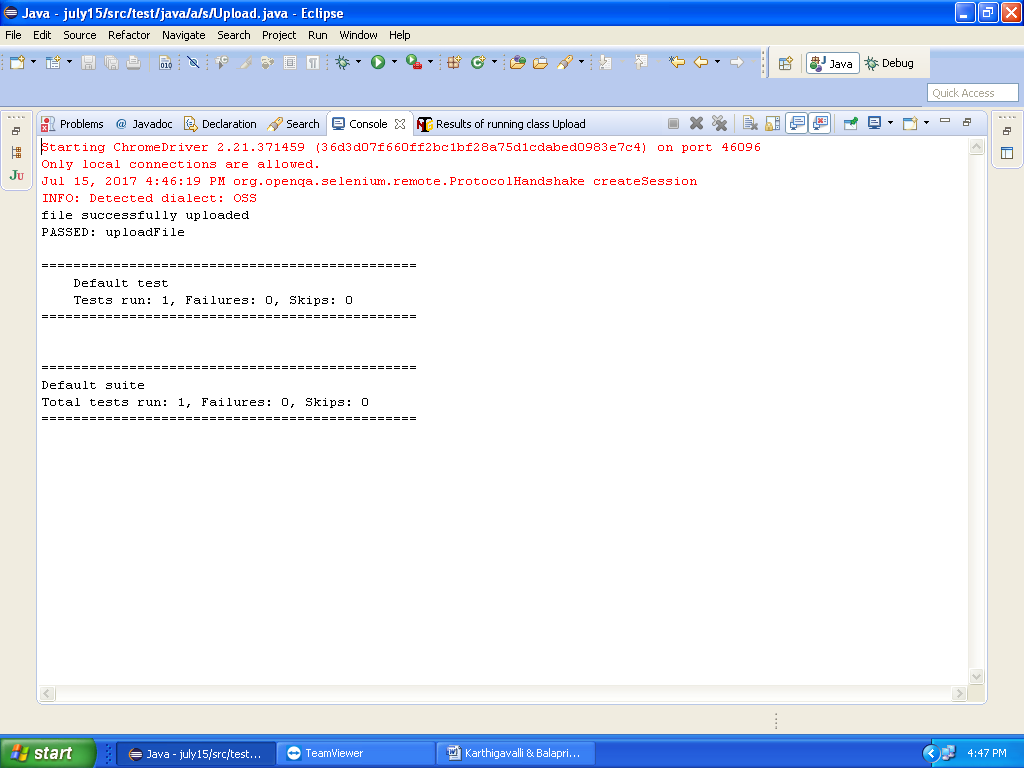 Java - july15/src/test/java/a/s/Upload.java - Eclipse
File Edit Source Refactor Navigate Search Project Run Window Help
Java Debug
Quick Access
Problems @ Javadoc Declaration Search Console Results of running class Upload
Starting ChromeDriver 2.21.371459 (36d3d07f660ff2bc1bf28a75d1cdabed0983e7c4) on port 46096
Only local connections are allowed.
Jul 15, 2017 4:46:19 PM org.openqa.selenium.remote.ProtocolHandshake createSession
INFO: Detected dialect: OSS
file successfully uploaded
PASSED: uploadFile
===============================================
Default test
Tests run: 1, Failures: 0, Skips: 0
===============================================
===============================================
Default suite
Total tests run: 1, Failures: 0, Skips: 0
===============================================
start Java - july15/src/test... TeamViewer Karthigavalli & Balapri... 4:47 PM